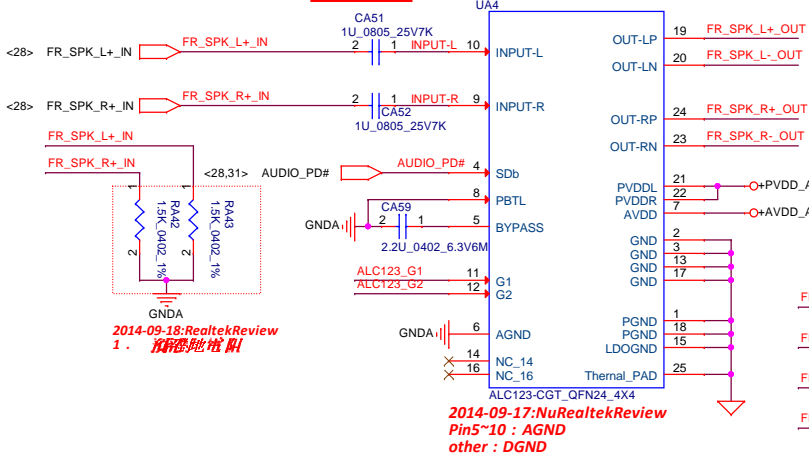 UA4
CA51
1U_0805_25V7K
<28> FR_SPK_L+_IN FR_SPK_L+_IN 2 1 INPUT-L 10 INPUT-L
OUT-LP 19 FR_SPK_L+_OUT
OUT-LN 20 FR_SPK_L-_OUT
<28> FR_SPK_R+_IN FR_SPK_R+_IN 2 1 INPUT-R 9 INPUT-R
CA52
1U_0805_25V7K
OUT-RP 24 FR_SPK_R+_OUT
OUT-RN 23 FR_SPK_R-_OUT
FR_SPK_L+_IN
FR_SPK_R+_IN
<28,31> AUDIO_PD# AUDIO_PD# 4 SDb
8 PBTL
CA59
GNDA 2 1 5 BYPASS
2.2U_0402_6.3V6M
PVDDL 21
PVDDR 22 +PVDD_A
AVDD 7 +AVDD_A
1 1
RA42
1.5K_0402_1%
RA43
1.5K_0402_1%
2 2
GNDA
GND 2
GND 3
GND 13
GND 17
ALC123_G1 11 G1
ALC123_G2 12 G2
PGND 1
PGND 18
LDOGND 15
GNDA 6 AGND
14 NC_14
16 NC_16
Thernal_PAD 25
ALC123-CGT_QFN24_4X4
2014-09-18:RealtekReview
1 .
2014-09-17:NuRealtekReview
Pin5~10 : AGND
other : DGND